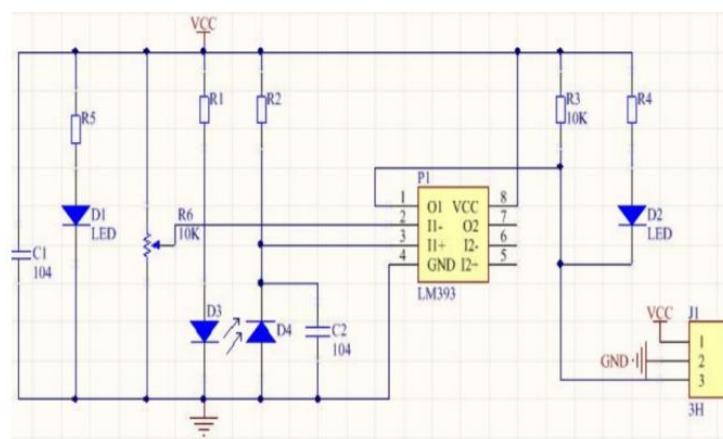 VCC
R5
R1
R2
R3
10K
R4
P1
1
O1
VCC
8
2
I1-
O2
7
3
I1+
I2-
6
4
GND
I2+
5
LM393
D1
LED
R6
10K
D2
LED
C1
104
D3
D4
C2
104
VCC
J1
1
GND
2
3
3H